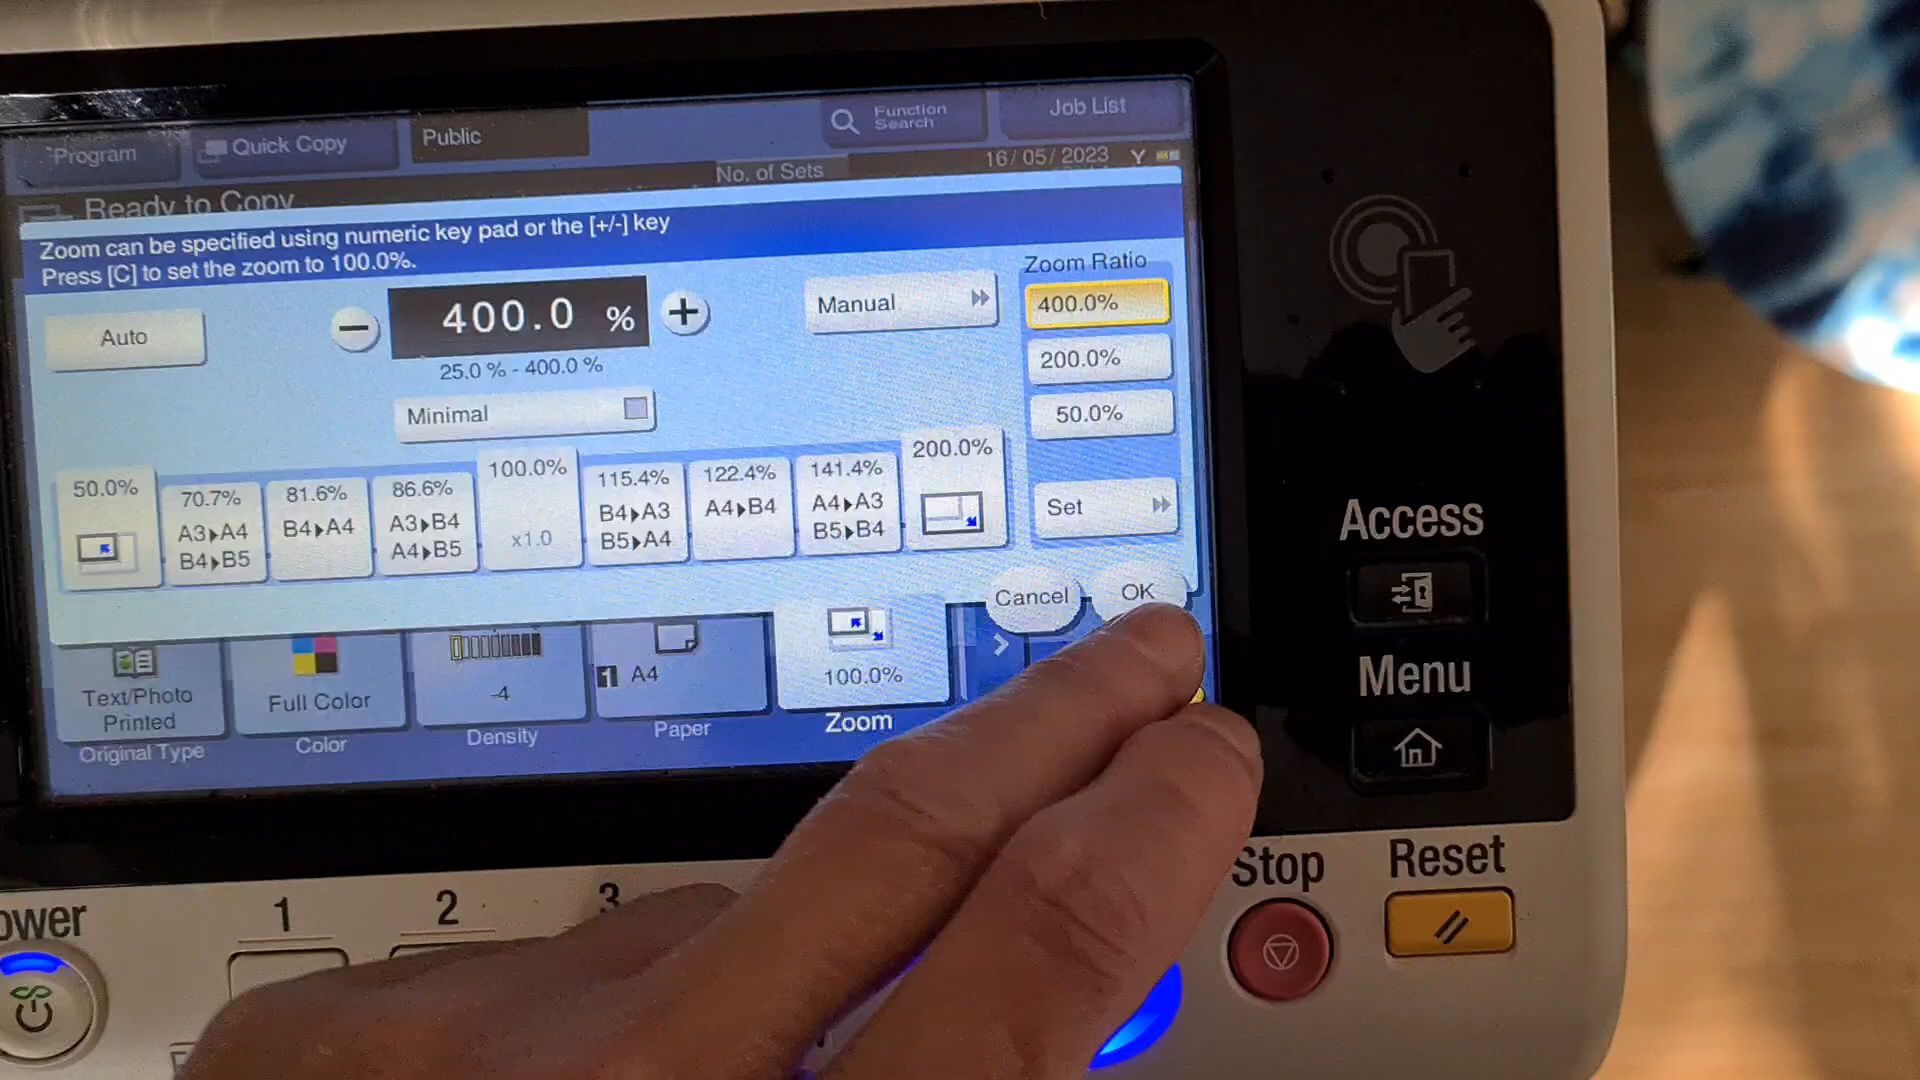 Program
Quick Copy
Public
Function
Search
Job List
Ready to Copy
No. of Sets
16/05/2023 Y
Zoom can be specified using numeric key pad or the [+/-] key
Press [C] to set the zoom to 100.0%.
Auto
−
400.0 %
+
25.0 % - 400.0 %
Minimal
Manual
Zoom Ratio
400.0%
200.0%
50.0%
Set
50.0%
70.7%
A3▸A4
B4▸B5
81.6%
B4▸A4
86.6%
A3▸B4
A4▸B5
100.0%
x1.0
115.4%
B4▸A3
B5▸A4
122.4%
A4▸B4
141.4%
A4▸A3
B5▸B4
200.0%
Cancel
OK
Text/Photo
Printed
Original Type
Full Color
Color
-4
Density
1 A4
Paper
100.0%
Zoom
Access
Menu
Stop
Reset
ower
1
2
3